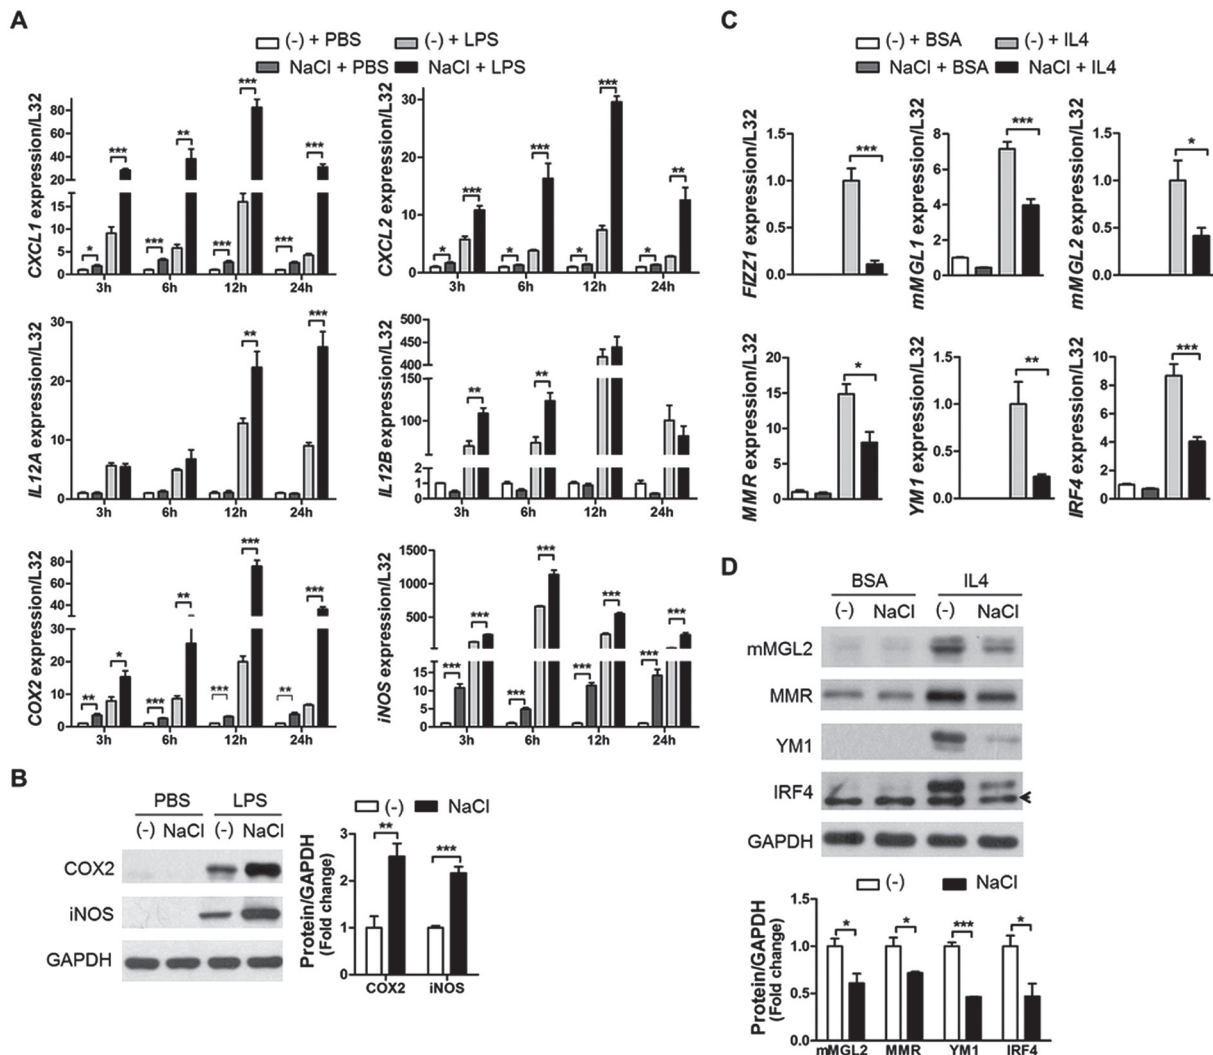 A
(-) + PBS (-) + LPS
NaCl + PBS NaCl + LPS
CXCL1 expression/L32
80
60
40
20
15
10
5
0
* *** *** ** *** *** *** ***
3h 6h 12h 24h
CXCL2 expression/L32
30
20
10
0
* *** * *** * *** * **
3h 6h 12h 24h
IL12A expression/L32
30
20
10
0
** ***
3h 6h 12h 24h
IL12B expression/L32
500
450
400
150
100
2
1
0
** **
3h 6h 12h 24h
COX2 expression/L32
80
60
40
30
20
10
0
** * *** ** *** *** ** ***
3h 6h 12h 24h
iNOS expression/L32
1500
1000
500
15
10
5
0
*** *** *** *** *** *** *** ***
3h 6h 12h 24h
B
PBS LPS
(-) NaCl (-) NaCl
COX2
iNOS
GAPDH
(-) NaCl
Protein/GAPDH
(Fold change)
3
2
1
0
** ***
COX2 iNOS
C
(-) + BSA (-) + IL4
NaCl + BSA NaCl + IL4
FIZZ1 expression/L32
1.5
1.0
0.5
0.0
***
mMGL1 expression/L32
8
6
4
2
0
***
mMGL2 expression/L32
1.5
1.0
0.5
0.0
*
MMR expression/L32
20
15
10
5
0
*
YM1 expression/L32
1.5
1.0
0.5
0.0
**
IRF4 expression/L32
10
8
6
4
2
0
***
D
BSA IL4
(-) NaCl (-) NaCl
mMGL2
MMR
YM1
IRF4
GAPDH
(-) NaCl
Protein/GAPDH
(Fold change)
1.5
1.0
0.5
0.0
* * *** *
mMGL2 MMR YM1 IRF4